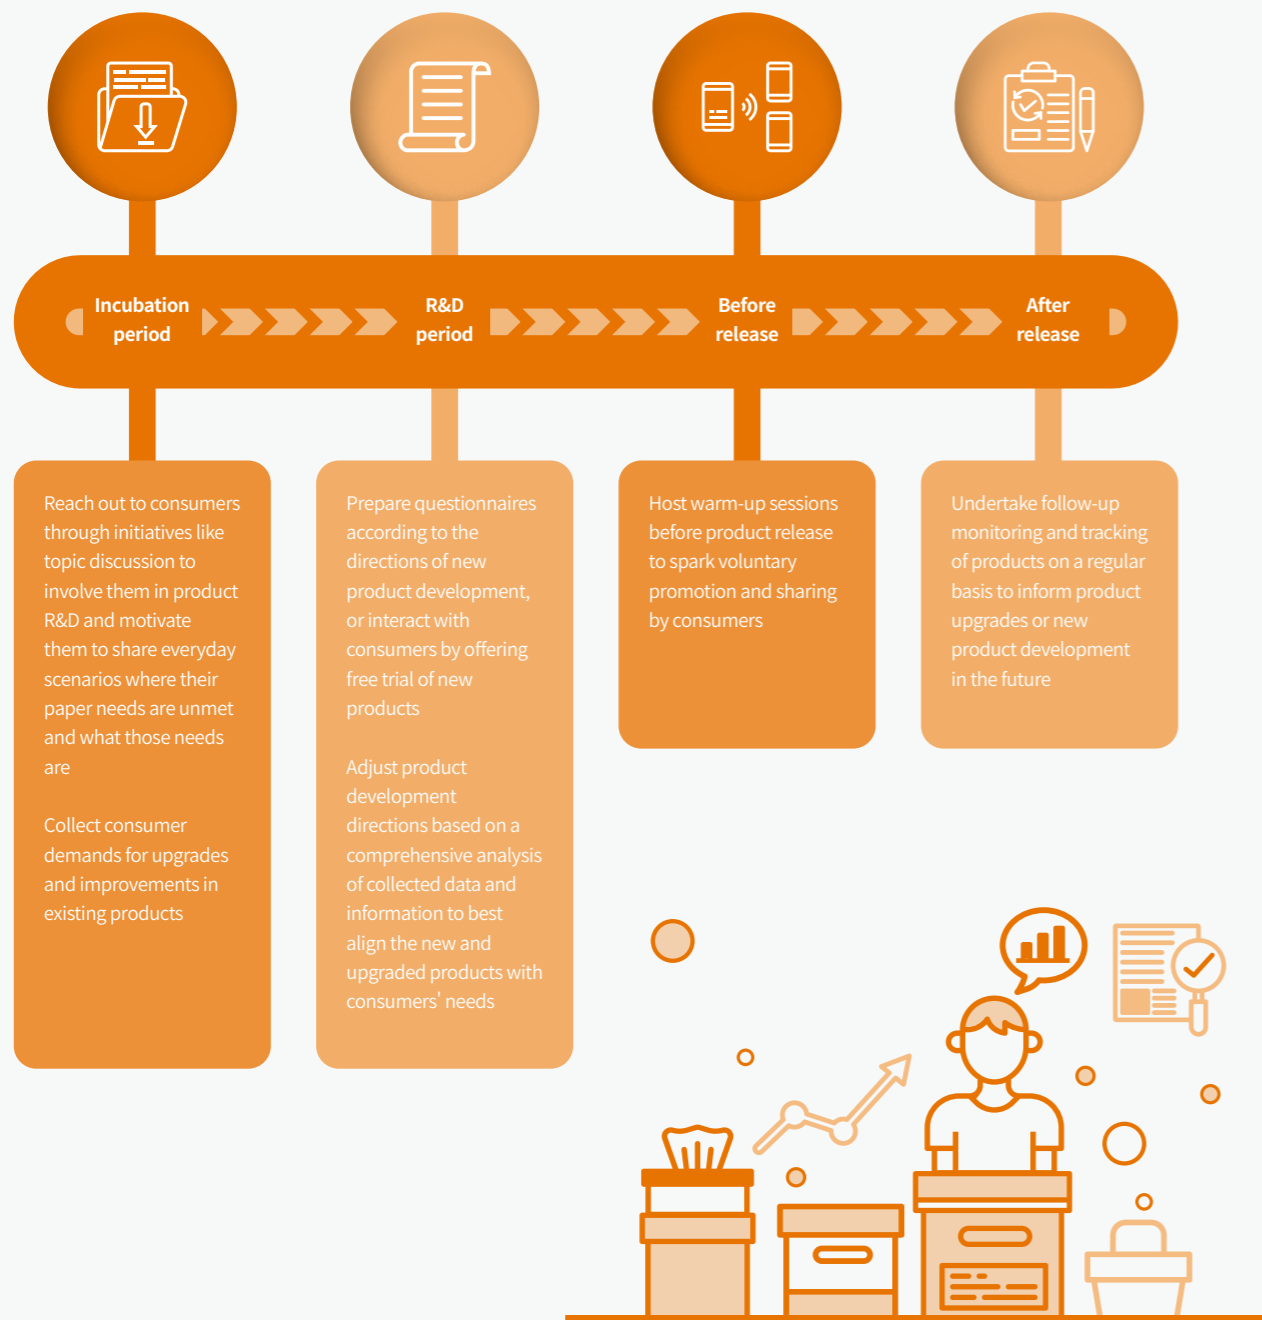 Incubation
period
R&D
period
Before
release
After
release
Reach out to consumers
through initiatives like
topic discussion to
involve them in product
R&D and motivate
them to share everyday
scenarios where their
paper needs are unmet
and what those needs
are
Collect consumer
demands for upgrades
and improvements in
existing products
Prepare questionnaires
according to the
directions of new
product development,
or interact with
consumers by offering
free trial of new
products
Adjust product
development
directions based on a
comprehensive analysis
of collected data and
information to best
align the new and
upgraded products with
consumers' needs
Host warm-up sessions
before product release
to spark voluntary
promotion and sharing
by consumers
Undertake follow-up
monitoring and tracking
of products on a regular
basis to inform product
upgrades or new
product development
in the future